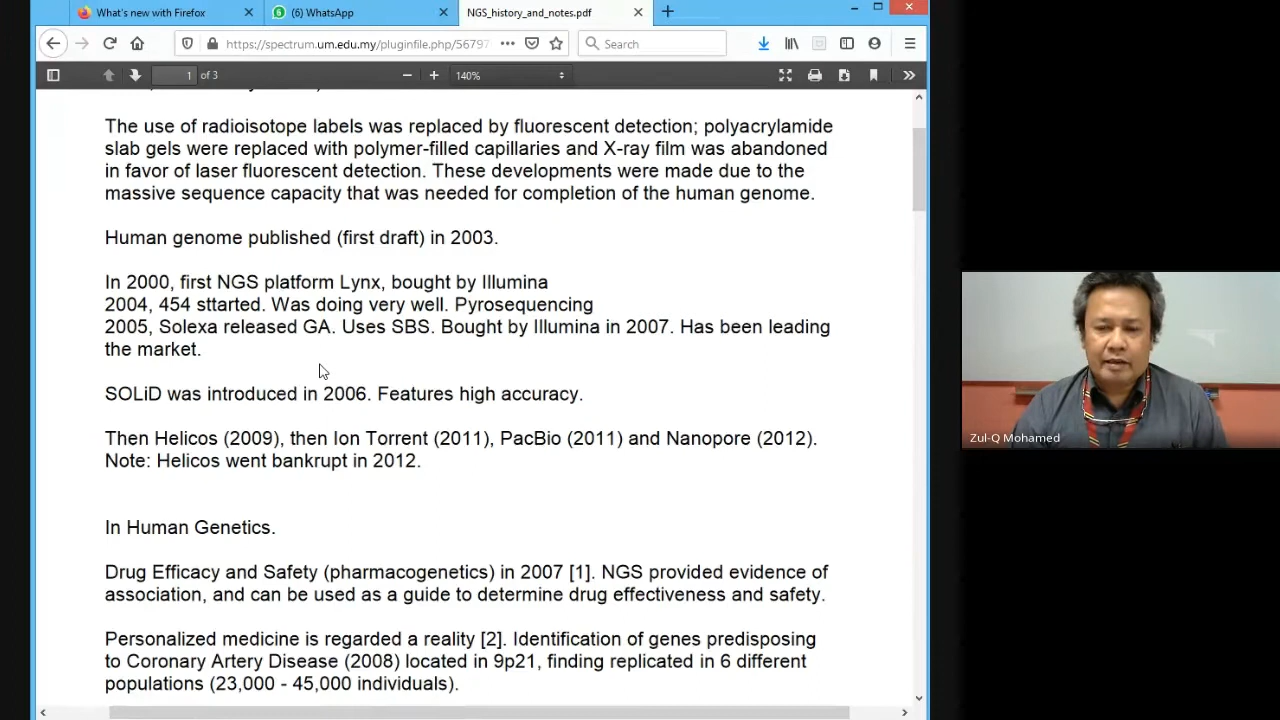 What's new with Firefox
(6) WhatsApp
NGS_history_and_notes.pdf
https://spectrum.um.edu.my/pluginfile.php/56797
Search
1 of 3
140%
The use of radioisotope labels was replaced by fluorescent detection; polyacrylamide
slab gels were replaced with polymer-filled capillaries and X-ray film was abandoned
in favor of laser fluorescent detection. These developments were made due to the
massive sequence capacity that was needed for completion of the human genome.
Human genome published (first draft) in 2003.
In 2000, first NGS platform Lynx, bought by Illumina
2004, 454 sttarted. Was doing very well. Pyrosequencing
2005, Solexa released GA. Uses SBS. Bought by Illumina in 2007. Has been leading
the market.
SOLiD was introduced in 2006. Features high accuracy.
Then Helicos (2009), then Ion Torrent (2011), PacBio (2011) and Nanopore (2012).
Note: Helicos went bankrupt in 2012.
In Human Genetics.
Drug Efficacy and Safety (pharmacogenetics) in 2007 [1]. NGS provided evidence of
association, and can be used as a guide to determine drug effectiveness and safety.
Personalized medicine is regarded a reality [2]. Identification of genes predisposing
to Coronary Artery Disease (2008) located in 9p21, finding replicated in 6 different
populations (23,000 - 45,000 individuals).
Zul-Q Mohamed